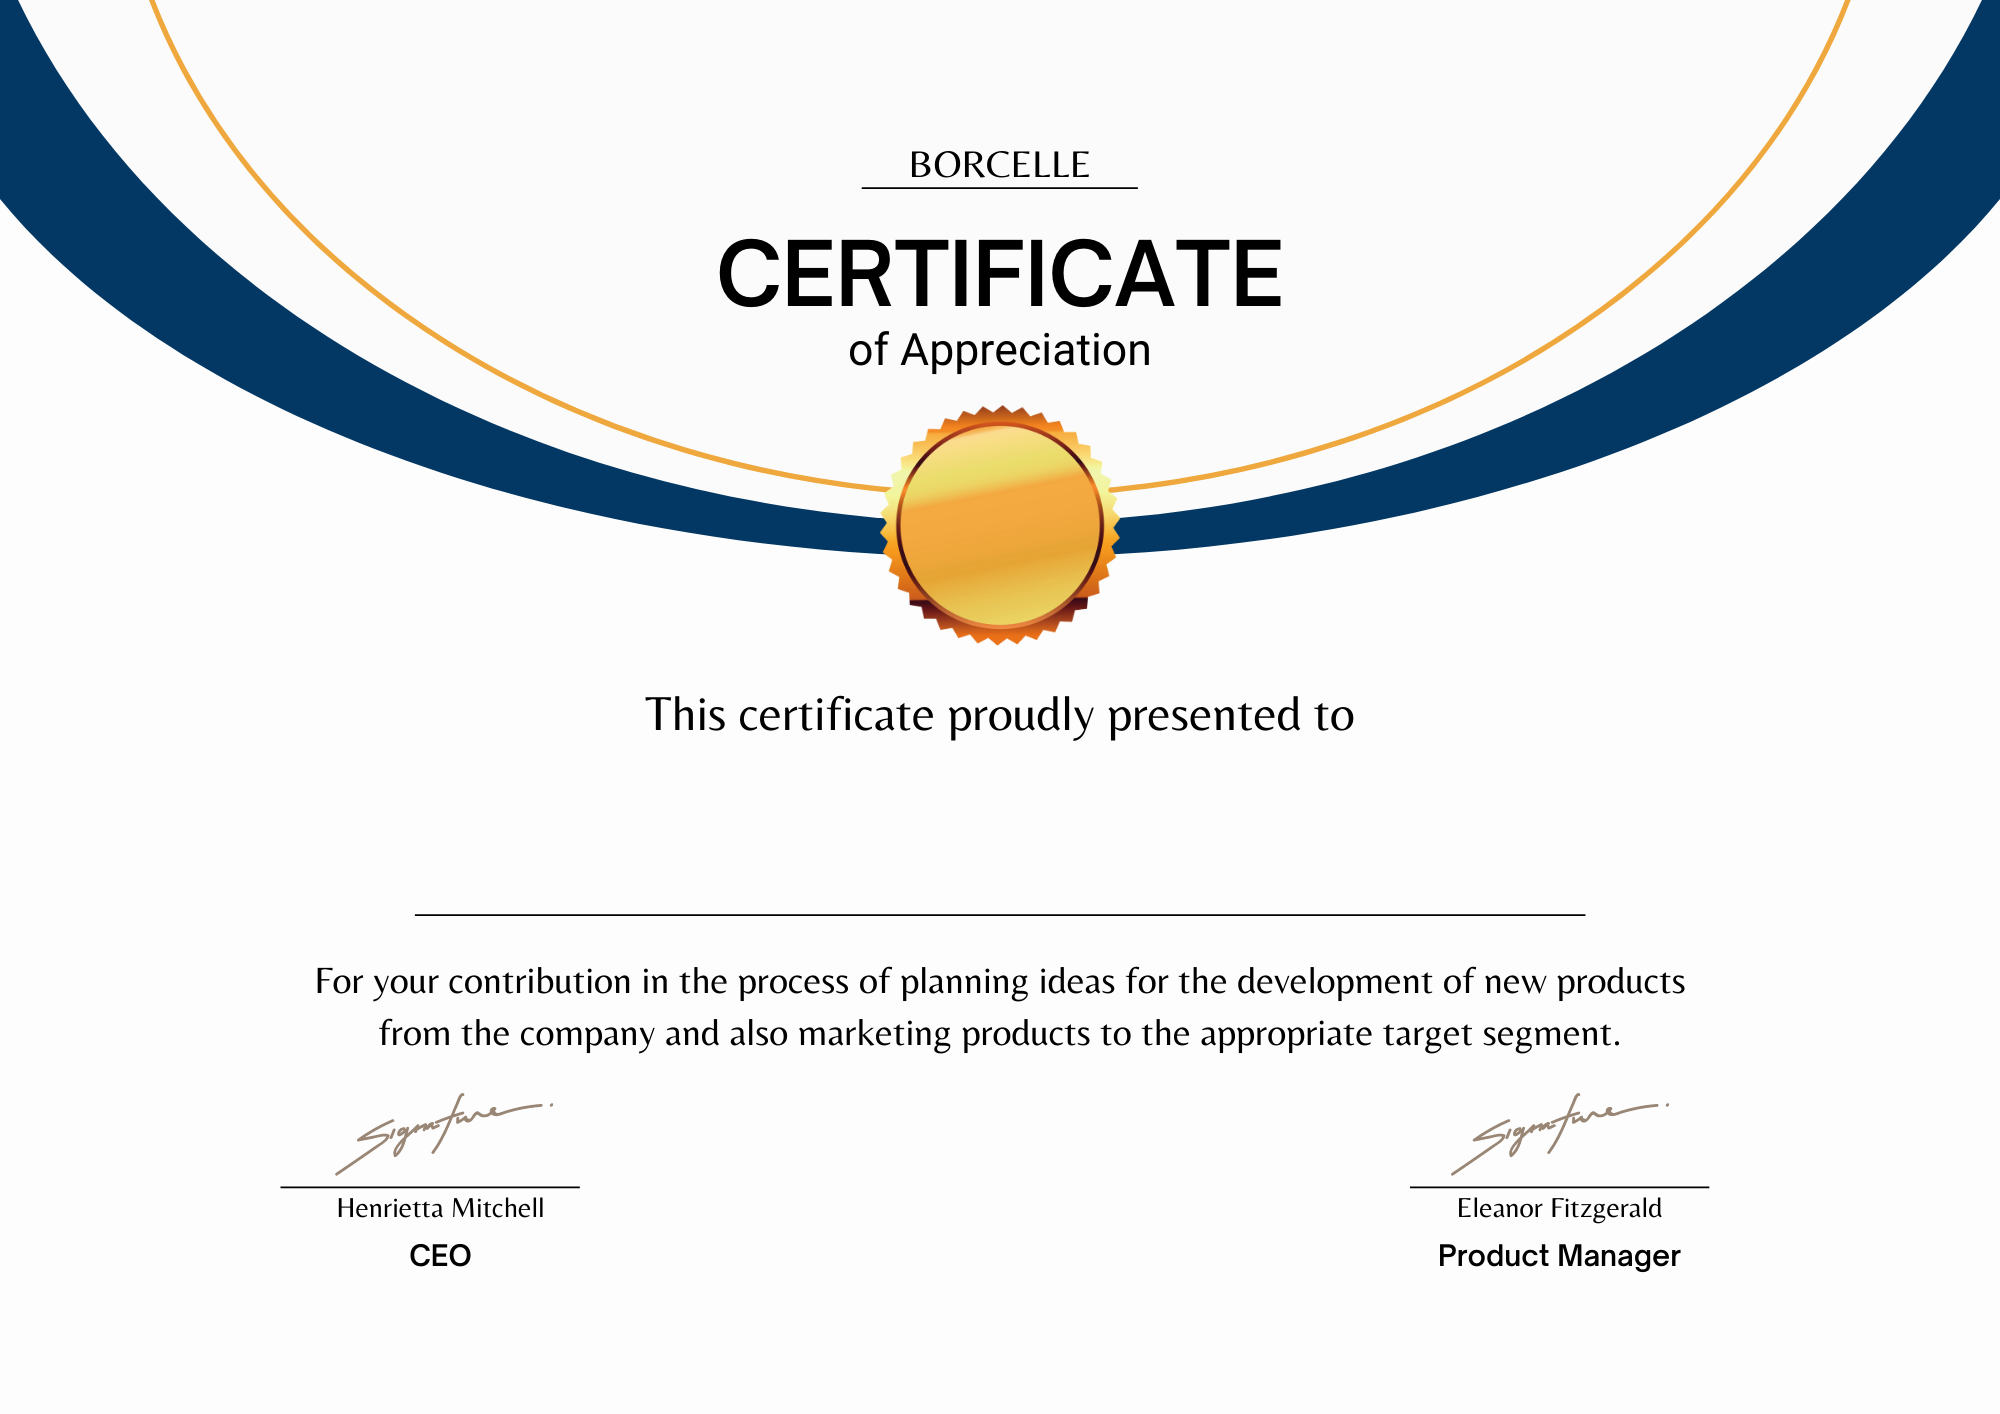 BORCELLE
CERTIFICATE
of Appreciation
This certificate proudly presented to
For your contribution in the process of planning ideas for the development of new products
from the company and also marketing products to the appropriate target segment.
Signature
Signature
Henrietta Mitchell
Eleanor Fitzgerald
CEO
Product Manager